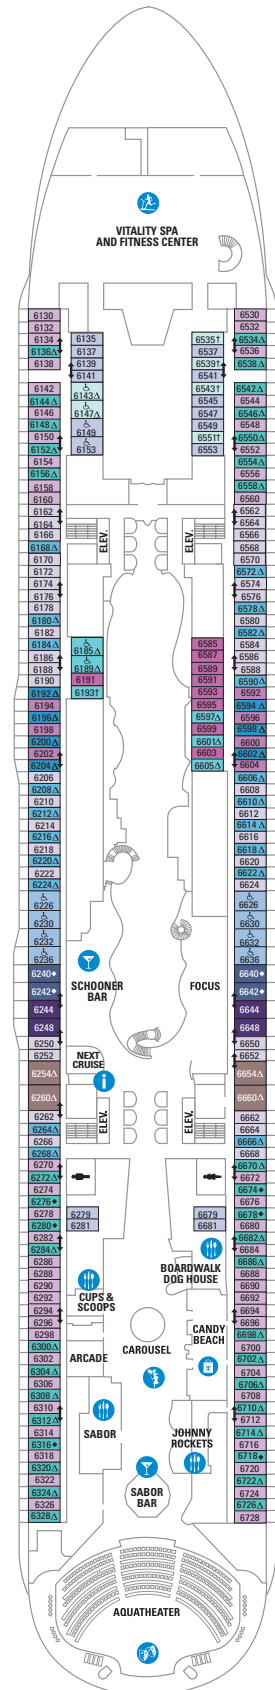 VITALITY SPA
AND FITNESS CENTER
6130 6530
6132 6532
6134 6135 6535† 6534△
6136△ 6137 6537 6536
6138 6139 6539† 6538△
6141 6541
6142 6143△ 6543† 6542△
6144△ 6545 6544
6146 6147△ 6547 6546△
6148△ 6149 6549 6548
6150 6551† 6550△
6152△ 6153 6553 6552
6154 6554△
6156△ 6556
6158 6558△
6160 6560
6162 6562
6164 6564
ELEV. ELEV.
6166 6566
6168△ 6568
6170 6570
6172 6572△
6174 6574
6176 6576
6178 6578△
6180△ 6580
6182 6582△
6184△ 6185△ 6585 6584
6186 6587 6586
6188 6189△ 6589 6588
6190 6191 6591 6590△
6192△ 6193† 6593 6592
6194 6595 6594△
6196△ 6597△ 6596
6198 6599 6598△
6200△ 6601△ 6600
6202 6603 6602△
6204△ 6605△ 6604
6206 6606△
6208△ 6608
6210 6610△
6212△ 6612
6214 6614△
6216△ 6616
6218 6618△
6220△ 6620
6222 6622△
6224△ 6624
6226 6626
6230 6630
6232 6632
6236 6636
6240◆ 6640◆
SCHOONER
BAR
FOCUS
6242◆ 6642◆
6244 6644
6248 6648
6250 6650
6252 6652
NEXT
CRUISE
6254△ 6654△
6260△ 6660△
ELEV. ELEV.
6262 6662
6264△ 6664
6266 6666△
6268△ 6668
6270 6670△
6272△ 6672
6274 6674◆
6276◆ 6676
6278 6279 6679 6678◆
6280◆ 6281 6681 6680
6282 6682△
6284△ 6684
6286 6686△
BOARDWALK
DOG HOUSE
6288 6688
6290 6690
6292 6692
CUPS &
SCOOPS
6294 6694
6296 6696
6298 6698△
CANDY
BEACH
6300△ 6700
CAROUSEL
6302 6702△
ARCADE
6304△ 6704
6306 6706△
6308△ 6708
6310 6710△
6312△ 6712
6314 6714△
SABOR
JOHNNY
ROCKETS
6316◆ 6716
6318 6718◆
6320△ 6720
6322 6722△
6324△ 6724
SABOR
BAR
6326 6726△
6328△ 6728
AQUATHEATER